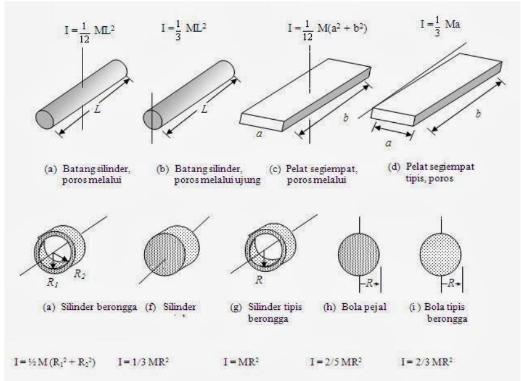 I = 1/12 ML² I = 1/3 ML² I = 1/12 M(a² + b²) I = 1/3 Ma
L L a b a b
(a) Batang silinder, poros melalui
(b) Batang silinder, poros melalui ujung
(c) Pelat segiempat, poros melalui
(d) Pelat segiempat tipis, poros
R₁ R₂ R R R
(a) Silinder berongga (f) Silinder (g) Silinder tipis berongga (h) Bola pejal (i) Bola tipis berongga
I = ½ M (R₁² + R₂²) I = 1/3 MR² I = MR² I = 2/5 MR² I = 2/3 MR²